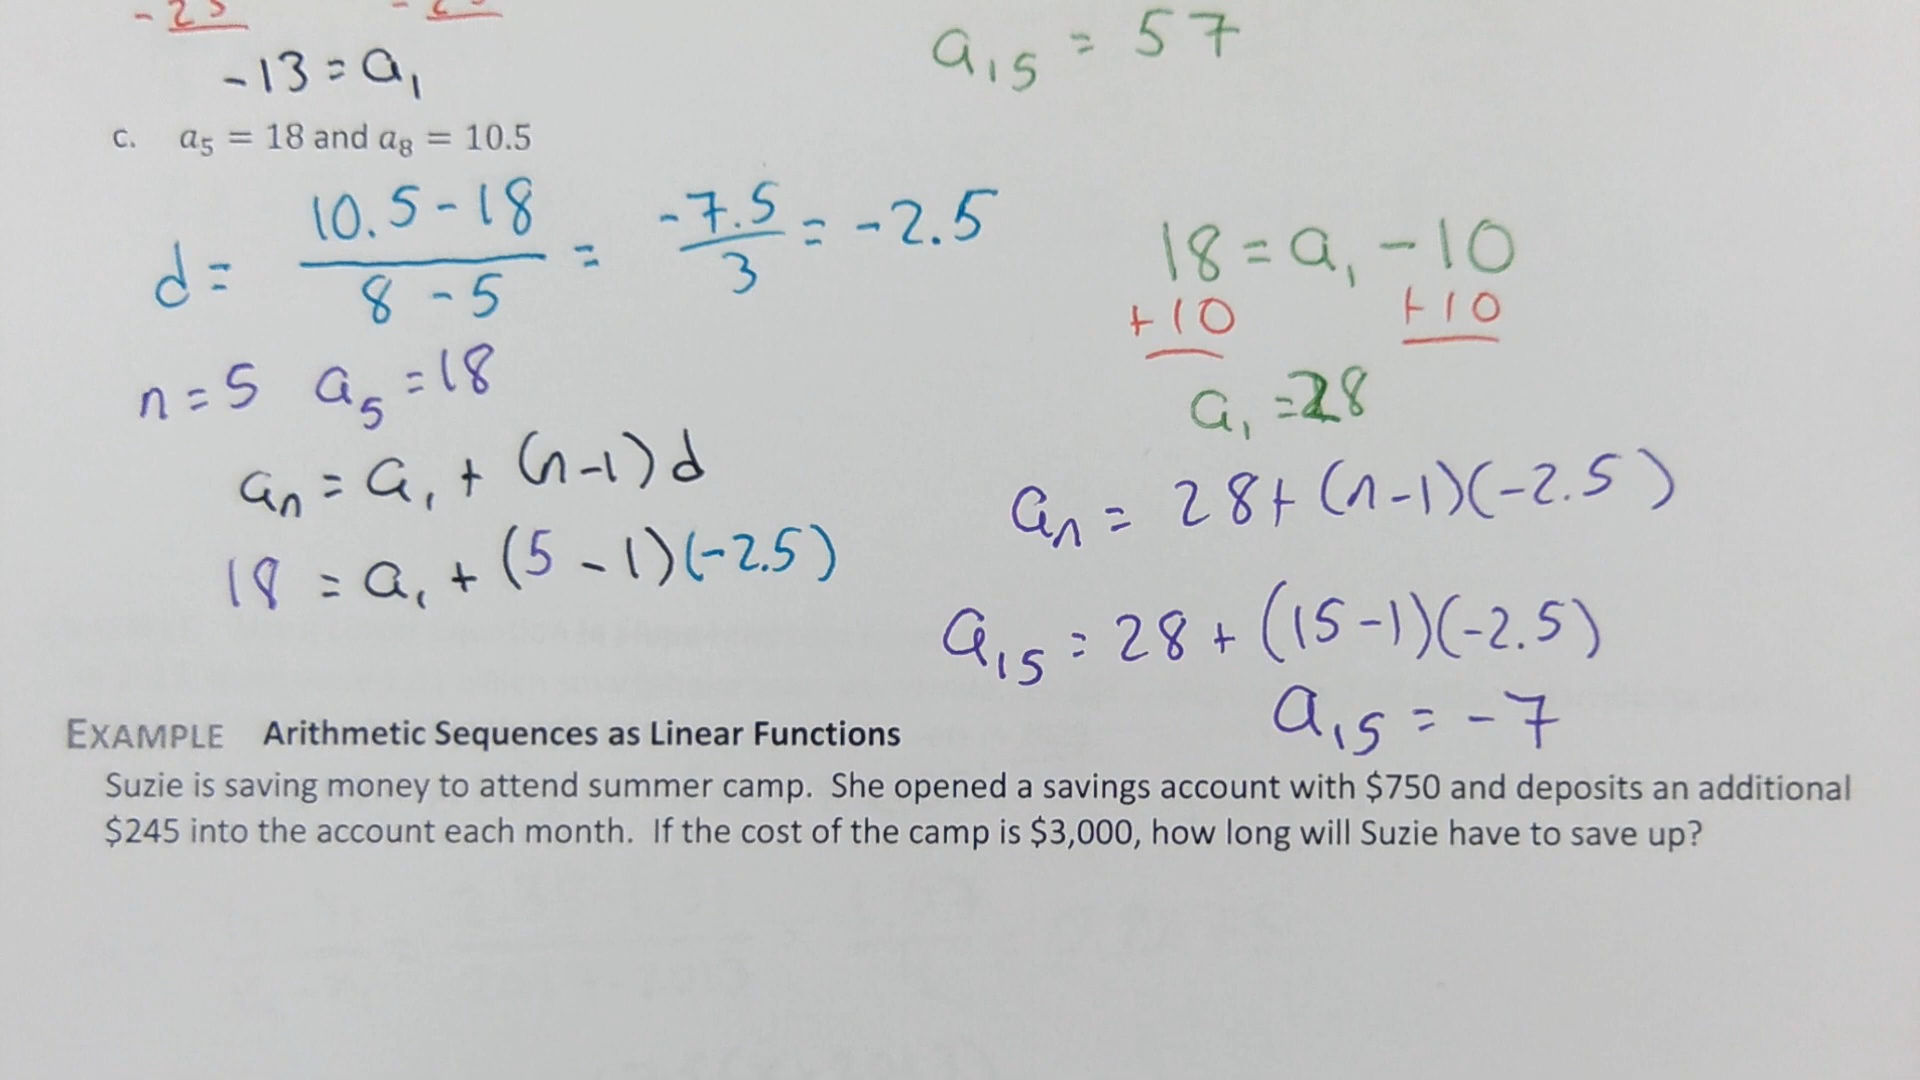 -13 = a₁
a₁₅ = 57
c. a₅ = 18 and a₈ = 10.5
d = (10.5 - 18)/(8 - 5) = -7.5/3 = -2.5
n = 5 a₅ = 18
aₙ = a₁ + (n-1)d
18 = a₁ + (5 - 1)(-2.5)
18 = a₁ - 10
+10 +10
a₁ = 28
aₙ = 28 + (n-1)(-2.5)
a₁₅ = 28 + (15-1)(-2.5)
a₁₅ = -7
EXAMPLE Arithmetic Sequences as Linear Functions
Suzie is saving money to attend summer camp. She opened a savings account with $750 and deposits an additional
$245 into the account each month. If the cost of the camp is $3,000, how long will Suzie have to save up?